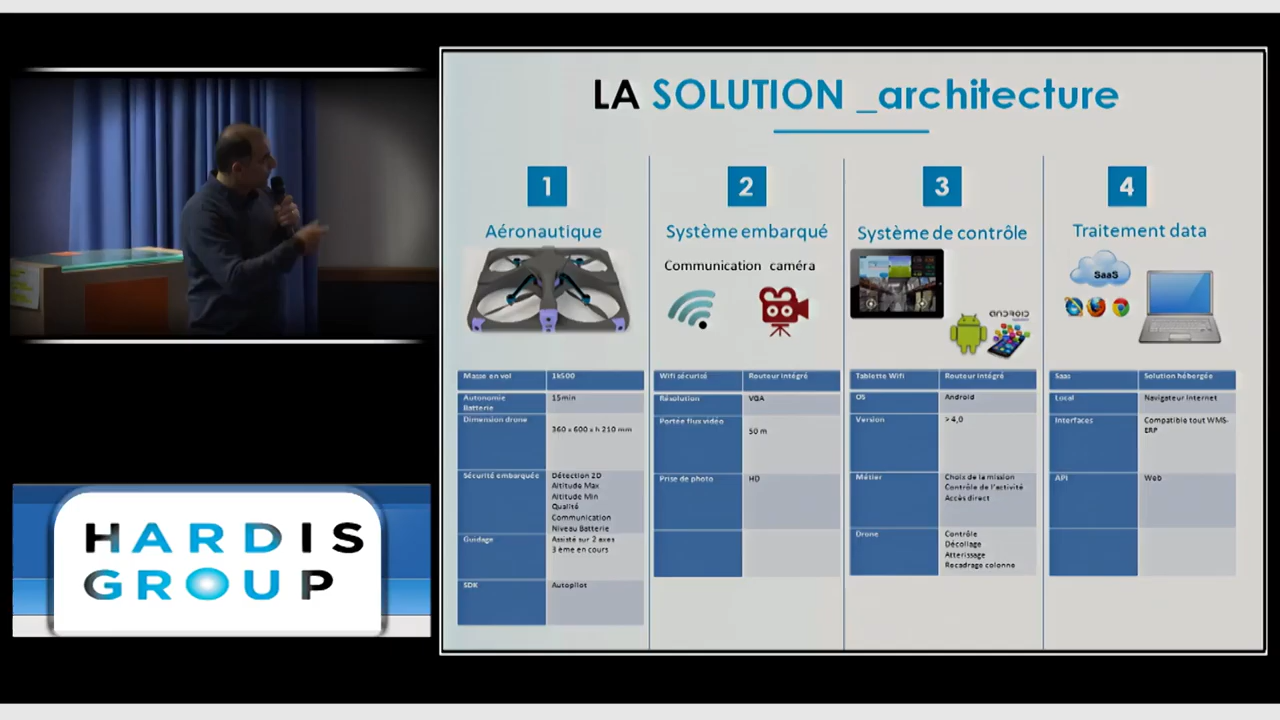 LA SOLUTION _architecture
1
Aéronautique
Masse en vol 1k500
Autonomie Batterie 15min
Dimension drone 360 x 600 x h 210 mm
Sécurité embarquée Détection 2D
Altitude Max
Altitude Min
Qualité
Communication
Niveau Batterie
Guidage Assisté sur 2 axes
3 ème en cours
SDK Autopilot
2
Système embarqué
Communication caméra
Wifi sécurisé Routeur intégré
Résolution VGA
Portée flux vidéo 50 m
Prise de photo HD
3
Système de contrôle
ANDROID
Tablette Wifi Routeur intégré
OS Android
Version > 4,0
Métier Choix de la mission
Contrôle de l'activité
Accès direct
Drone Contrôle
Décollage
Atterissage
Recadrage colonne
4
Traitement data
SaaS
Saas Solution hébergée
Local Navigateur Internet
Interfaces Compatible tout WMS-
ERP
API Web
HARDIS
GROUP